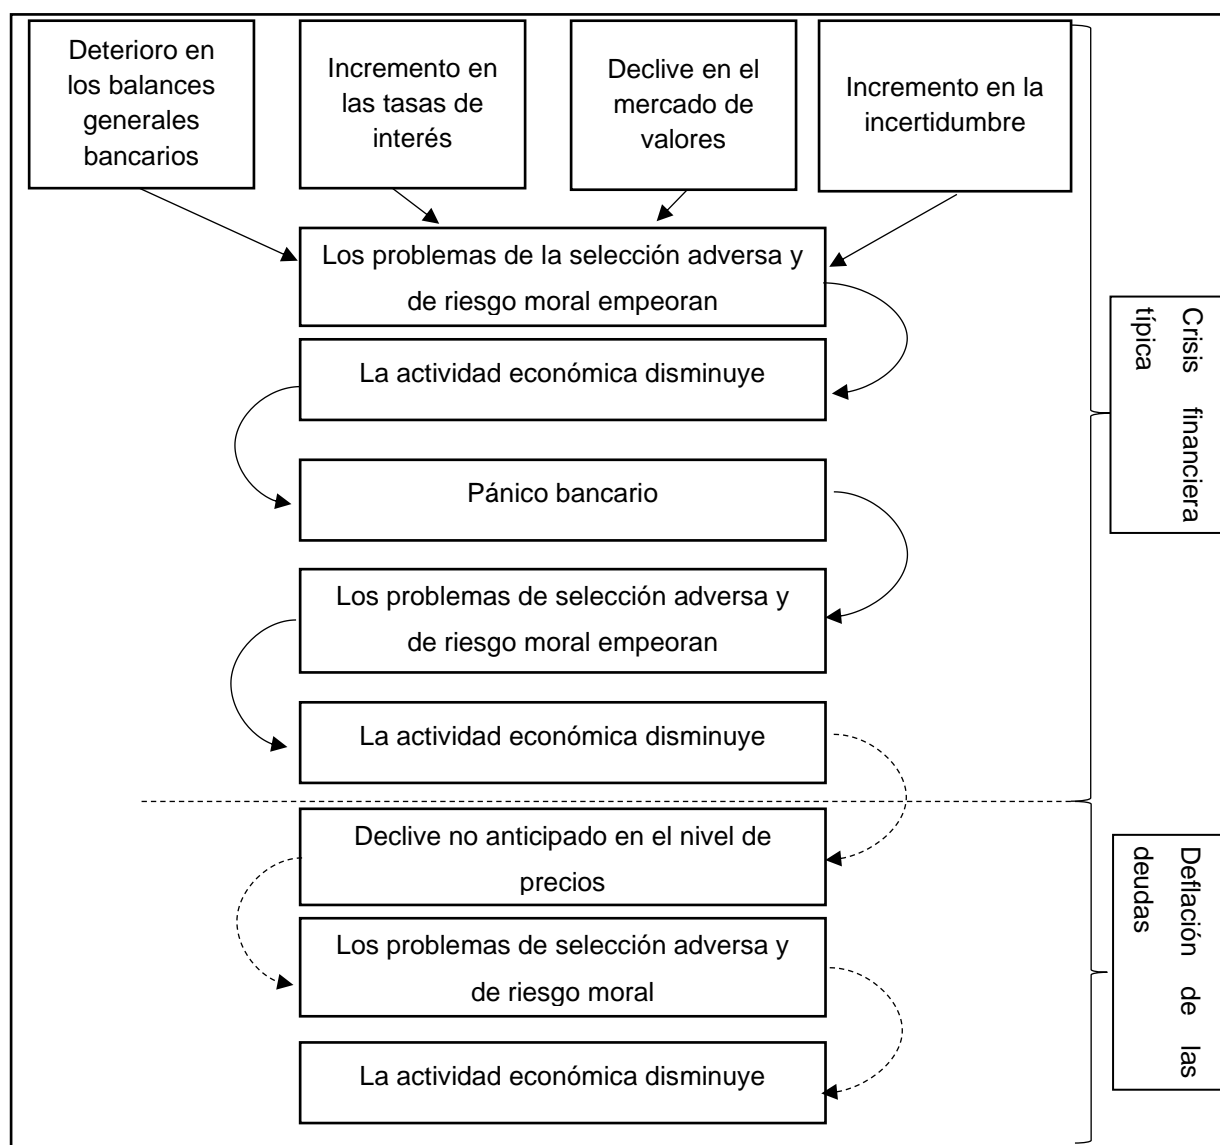 Deterioro en
los balances
generales
bancarios
Incremento en
las tasas de
interés
Declive en el
mercado de
valores
Incremento en la
incertidumbre
Los problemas de la selección adversa y
de riesgo moral empeoran
La actividad económica disminuye
Pánico bancario
Los problemas de selección adversa y
de riesgo moral empeoran
La actividad económica disminuye
Crisis financiera
típica
Declive no anticipado en el nivel de
precios
Los problemas de selección adversa y
de riesgo moral
La actividad económica disminuye
Deflación de las
deudas